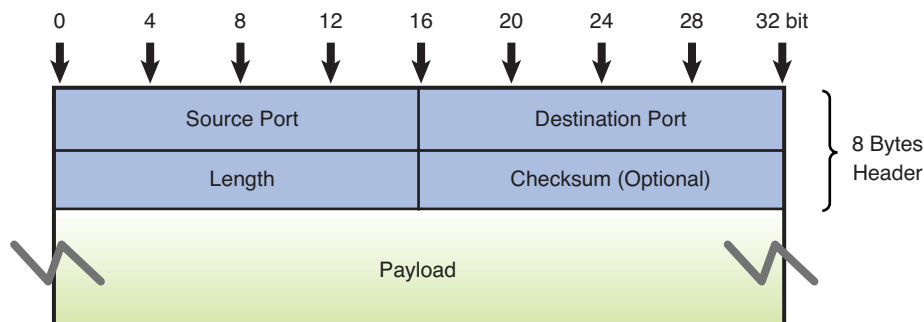 0 4 8 12 16 20 24 28 32 bit
Source Port Destination Port
Length Checksum (Optional)
8 Bytes
Header
Payload